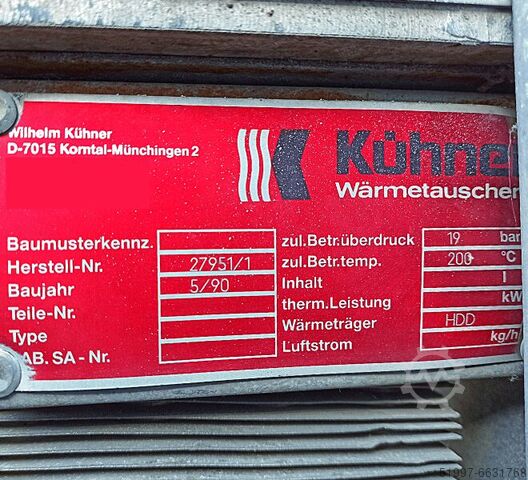 Wilhelm Kühner
D-7015 Korntal-Münchingen 2
Kühner
Wärmetauscher
Baumusterkennz.
Herstell-Nr. 27951/1
Baujahr 5/90
Teile-Nr.
Type
AB. SA - Nr.
zul.Betr.überdruck 19 bar
zul.Betr.temp. 200 °C
Inhalt l
therm.Leistung kW
Wärmeträger HDD
Luftstrom kg/h
51997-6631768